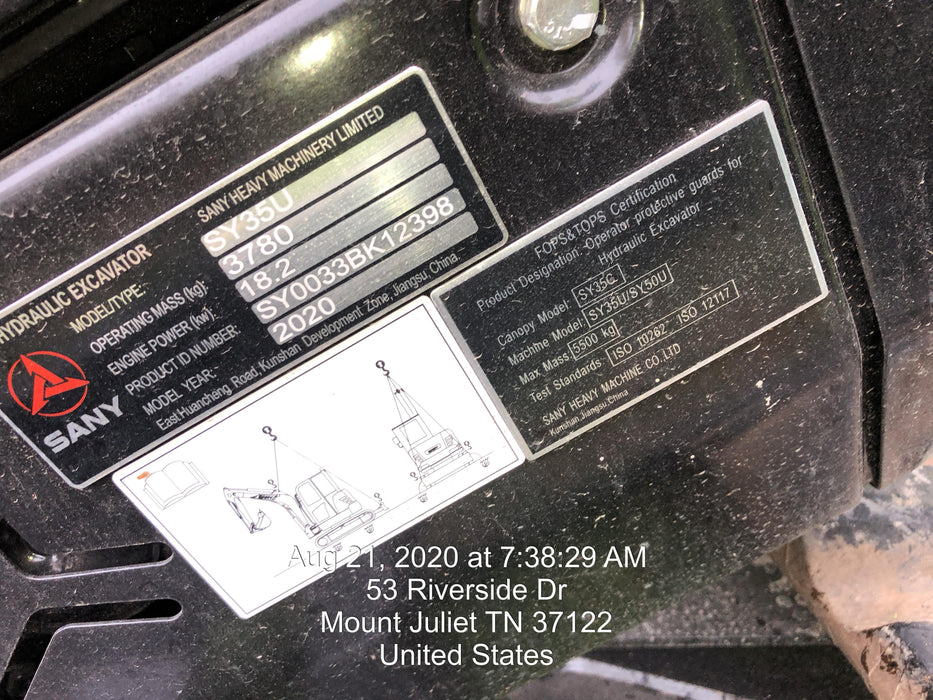 HYDRAULIC EXCAVATOR
SANY HEAVY MACHINERY LIMITED
MODEL/TYPE: SY35U
OPERATING MASS (kg): 3780
ENGINE POWER (kw): 18.2
PRODUCT ID NUMBER: SY0033BK12398
MODEL YEAR: 2020
East Huancheng, Road, Kunshan Development Zone, Jiangsu, China.
SANY
FOPS&TOPS Certification
Product Designation: Operator protective guards for
Hydraulic Excavator
Canopy Model: SY35C
Machine Model: SY35U/SY50U
Max Mass 5500 kg
Test Standards: ISO 10262 ISO 12117
SANY HEAVY MACHINE CO.,LTD
Kunshan,Jiangsu,China
Aug 21, 2020 at 7:38:29 AM
53 Riverside Dr
Mount Juliet TN 37122
United States